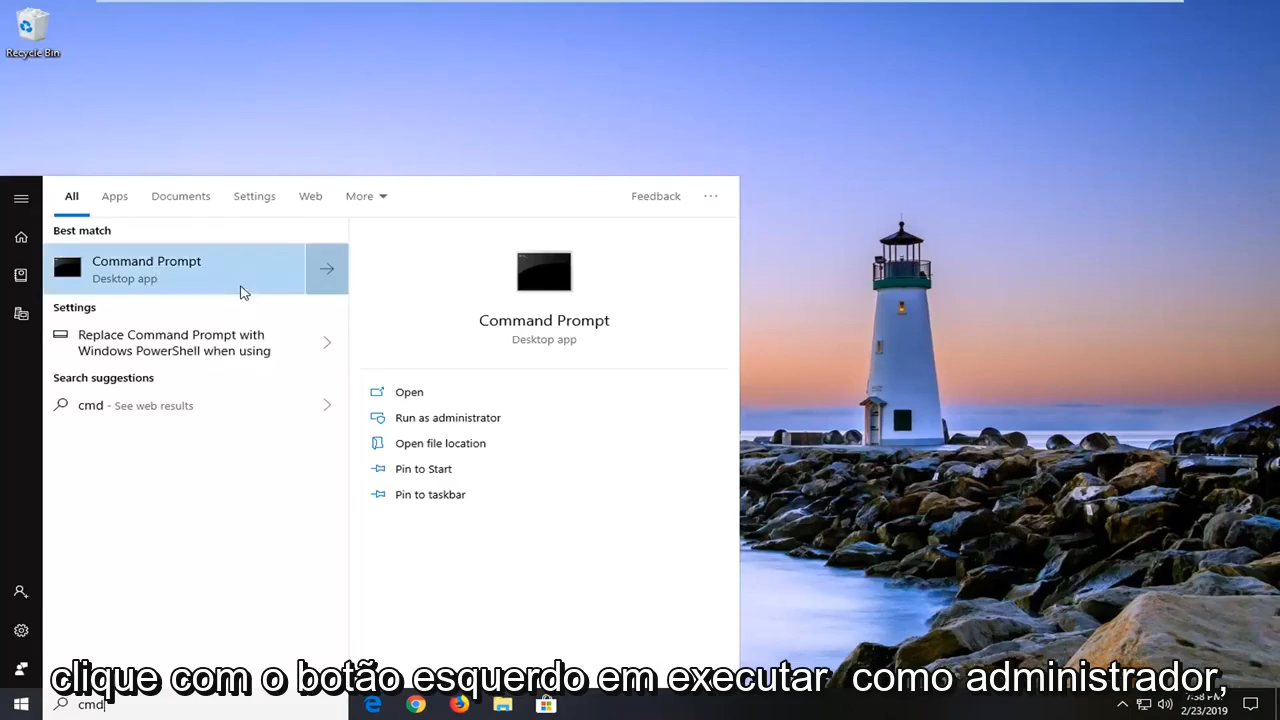 Recycle Bin
All
Apps
Documents
Settings
Web
More
Feedback
Best match
Command Prompt
Desktop app
Settings
Replace Command Prompt with
Windows PowerShell when using
Search suggestions
cmd - See web results
Command Prompt
Desktop app
Open
Run as administrator
Open file location
Pin to Start
Pin to taskbar
clique com o botão esquerdo em executar como administrador,
cmd
7:38 PM
2/23/2019